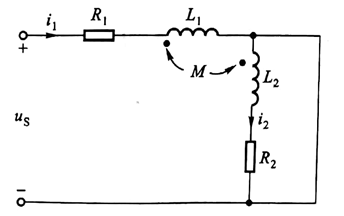 i₁ R₁ L₁
+
M L₂
uS i₂
R₂
−